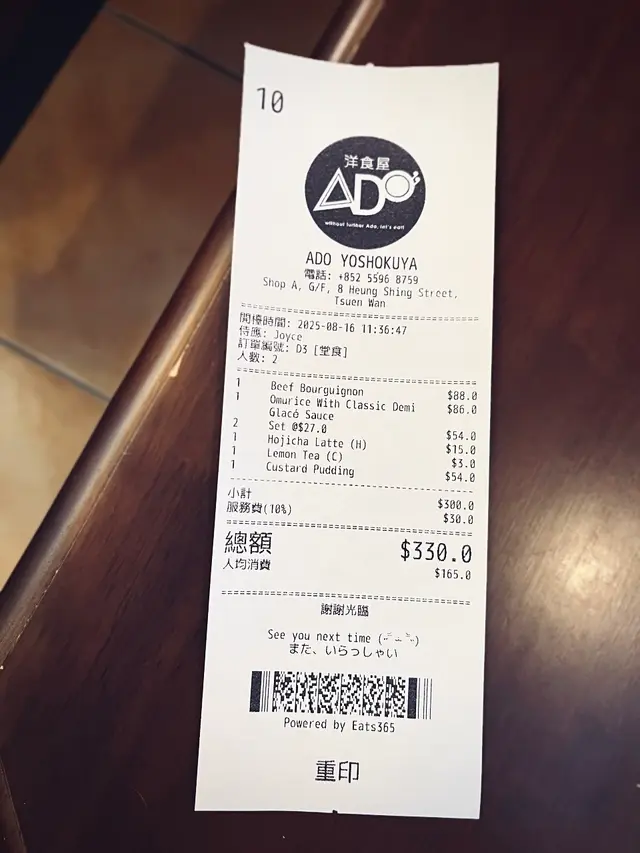 10
洋食屋
ADO
without further Ado, let's eat!
ADO YOSHOKUYA
電話: +852 5596 8759
Shop A, G/F, 8 Heung Shing Street,
Tsuen Wan
開檯時間: 2025-08-16 11:36:47
侍應: Joyce
訂單編號: D3 [堂食]
人數: 2
1 Beef Bourguignon $88.0
1 Omurice With Classic Demi $86.0
Glacé Sauce
2 Set @$27.0 $54.0
1 Hojicha Latte (H) $15.0
1 Lemon Tea (C) $3.0
1 Custard Pudding $54.0
小計 $300.0
服務費(10%) $30.0
總額 $330.0
人均消費 $165.0
謝謝光臨
See you next time
また、いらっしゃい
Powered by Eats365
重印